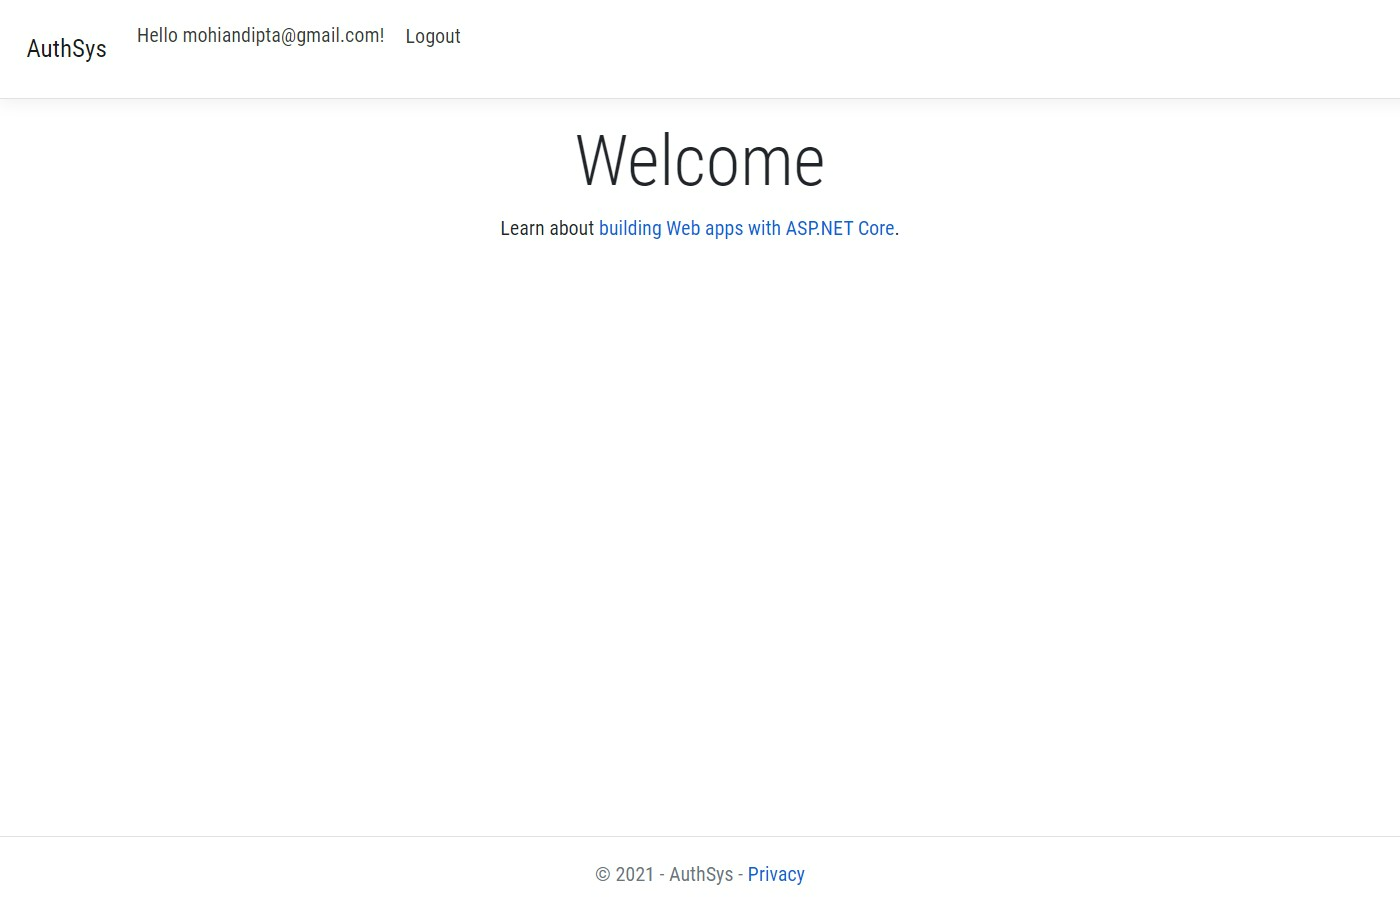 AuthSys
Hello mohiandipta@gmail.com!
Logout
Welcome
Learn about building Web apps with ASP.NET Core.
© 2021 - AuthSys - Privacy